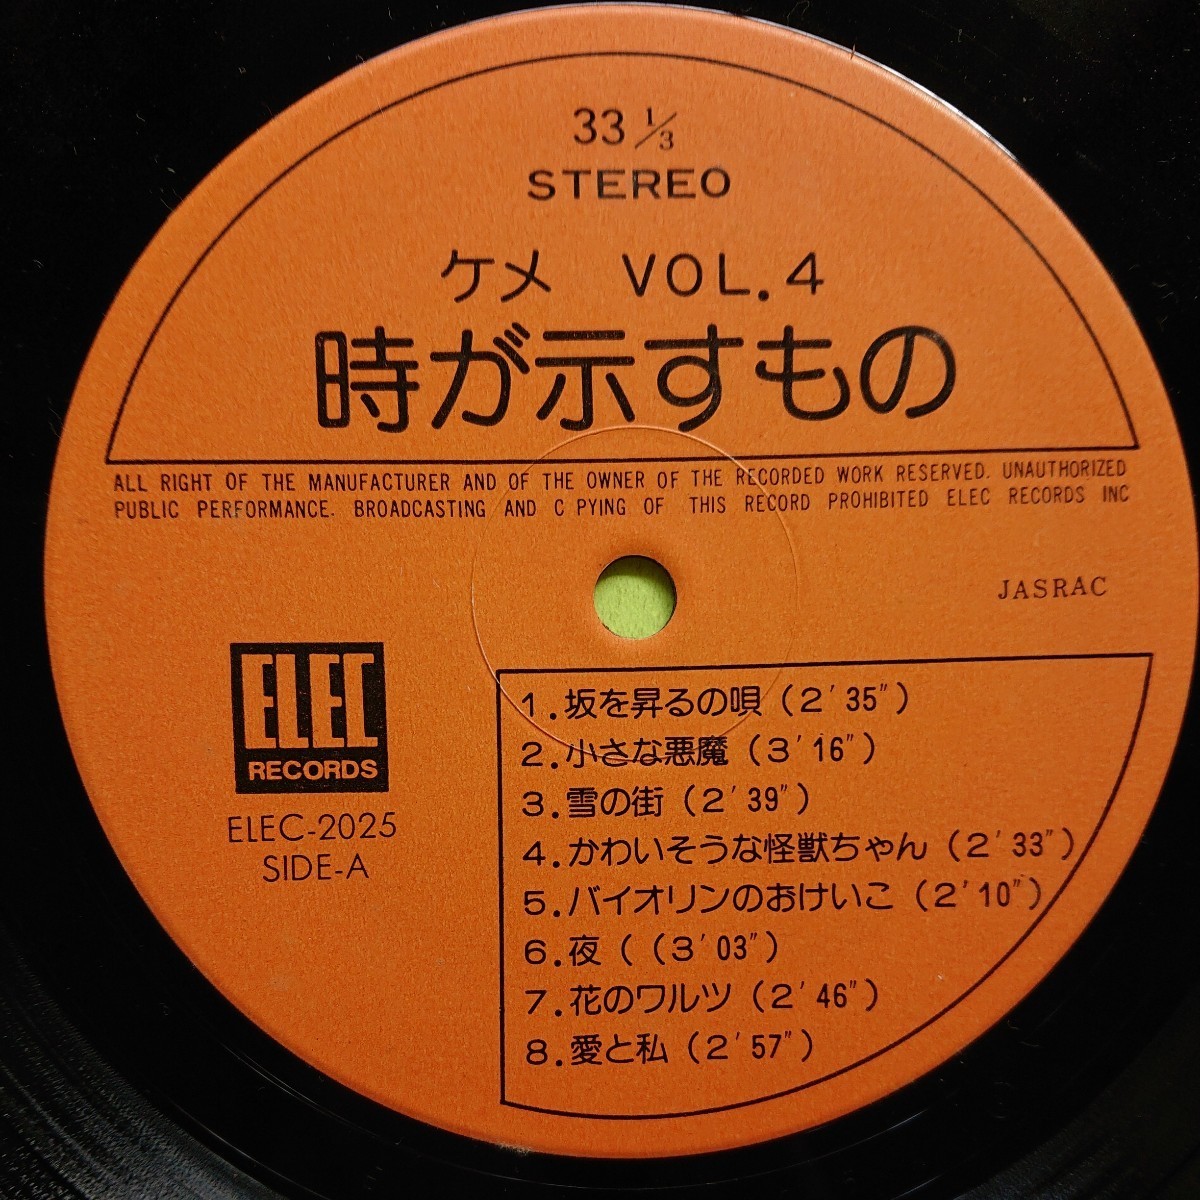 33 1/3
STEREO
ケメ VOL.4
時が示すもの
ALL RIGHT OF THE MANUFACTURER AND OF THE OWNER OF THE RECORDED WORK RESERVED. UNAUTHORIZED
PUBLIC PERFORMANCE. BROADCASTING AND C PYING OF THIS RECORD PROHIBITED ELEC RECORDS INC
JASRAC
ELEC
RECORDS
ELEC-2025
SIDE-A
1.坂を昇るの唄(2'35")
2.小さな悪魔(3'16")
3.雪の街(2'39")
4.かわいそうな怪獣ちゃん(2'33")
5.バイオリンのおけいこ(2'10")
6.夜((3'03")
7.花のワルツ(2'46")
8.愛と私(2'57")